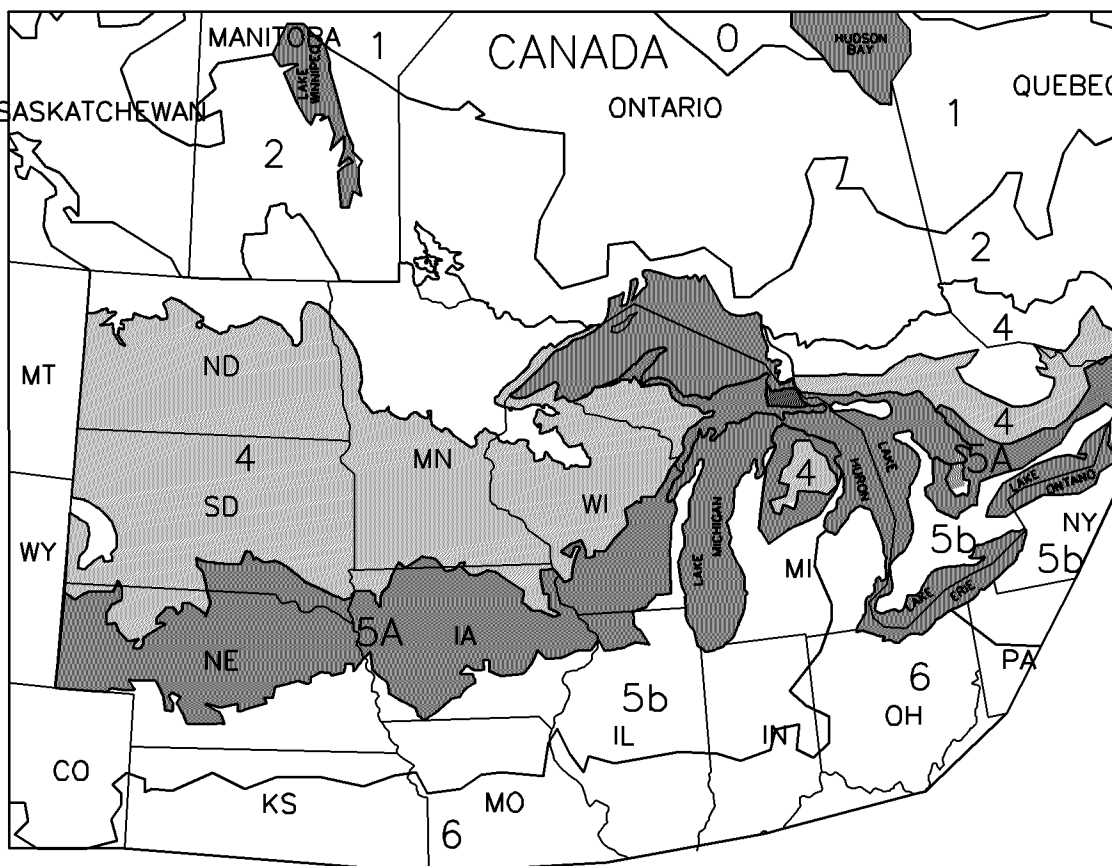 MANITOBA
1
CANADA
0
HUDSON
BAY
LAKE
WINNIPEG
SASKATCHEWAN
ONTARIO
1
QUEBEC
2
2
4
MT
ND
4
MN
4
4
5A
LAKE
HURON
LAKE
ONTARIO
SD
WI
WY
LAKE
MICHIGAN
MI
5b
NY
5b
LAKE
ERIE
NE
5A
IA
PA
5b
6
IL
IN
OH
CO
KS
MO
6